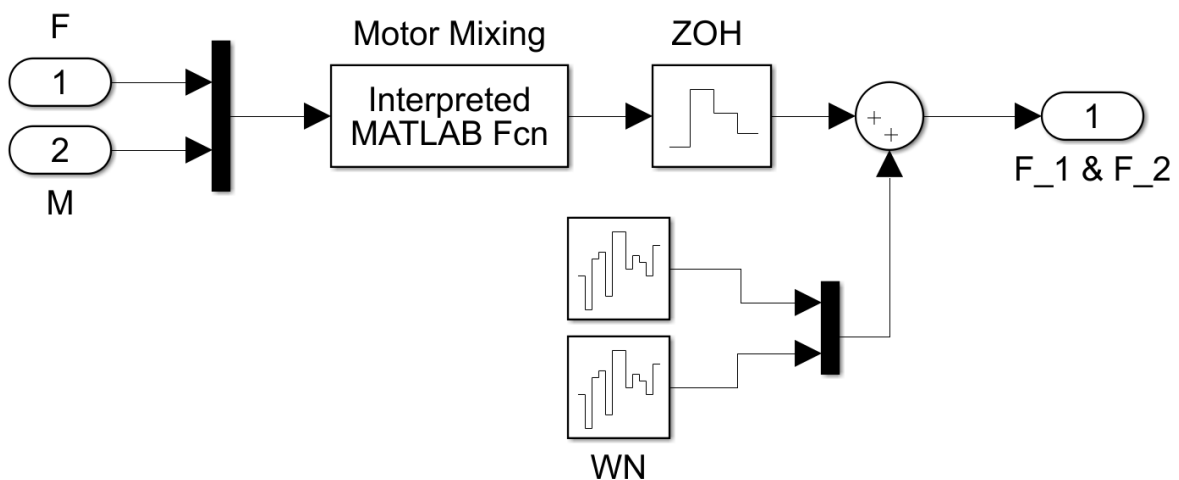 F
1
2
M
Motor Mixing
Interpreted
MATLAB Fcn
ZOH
+
+
1
F_1 & F_2
WN